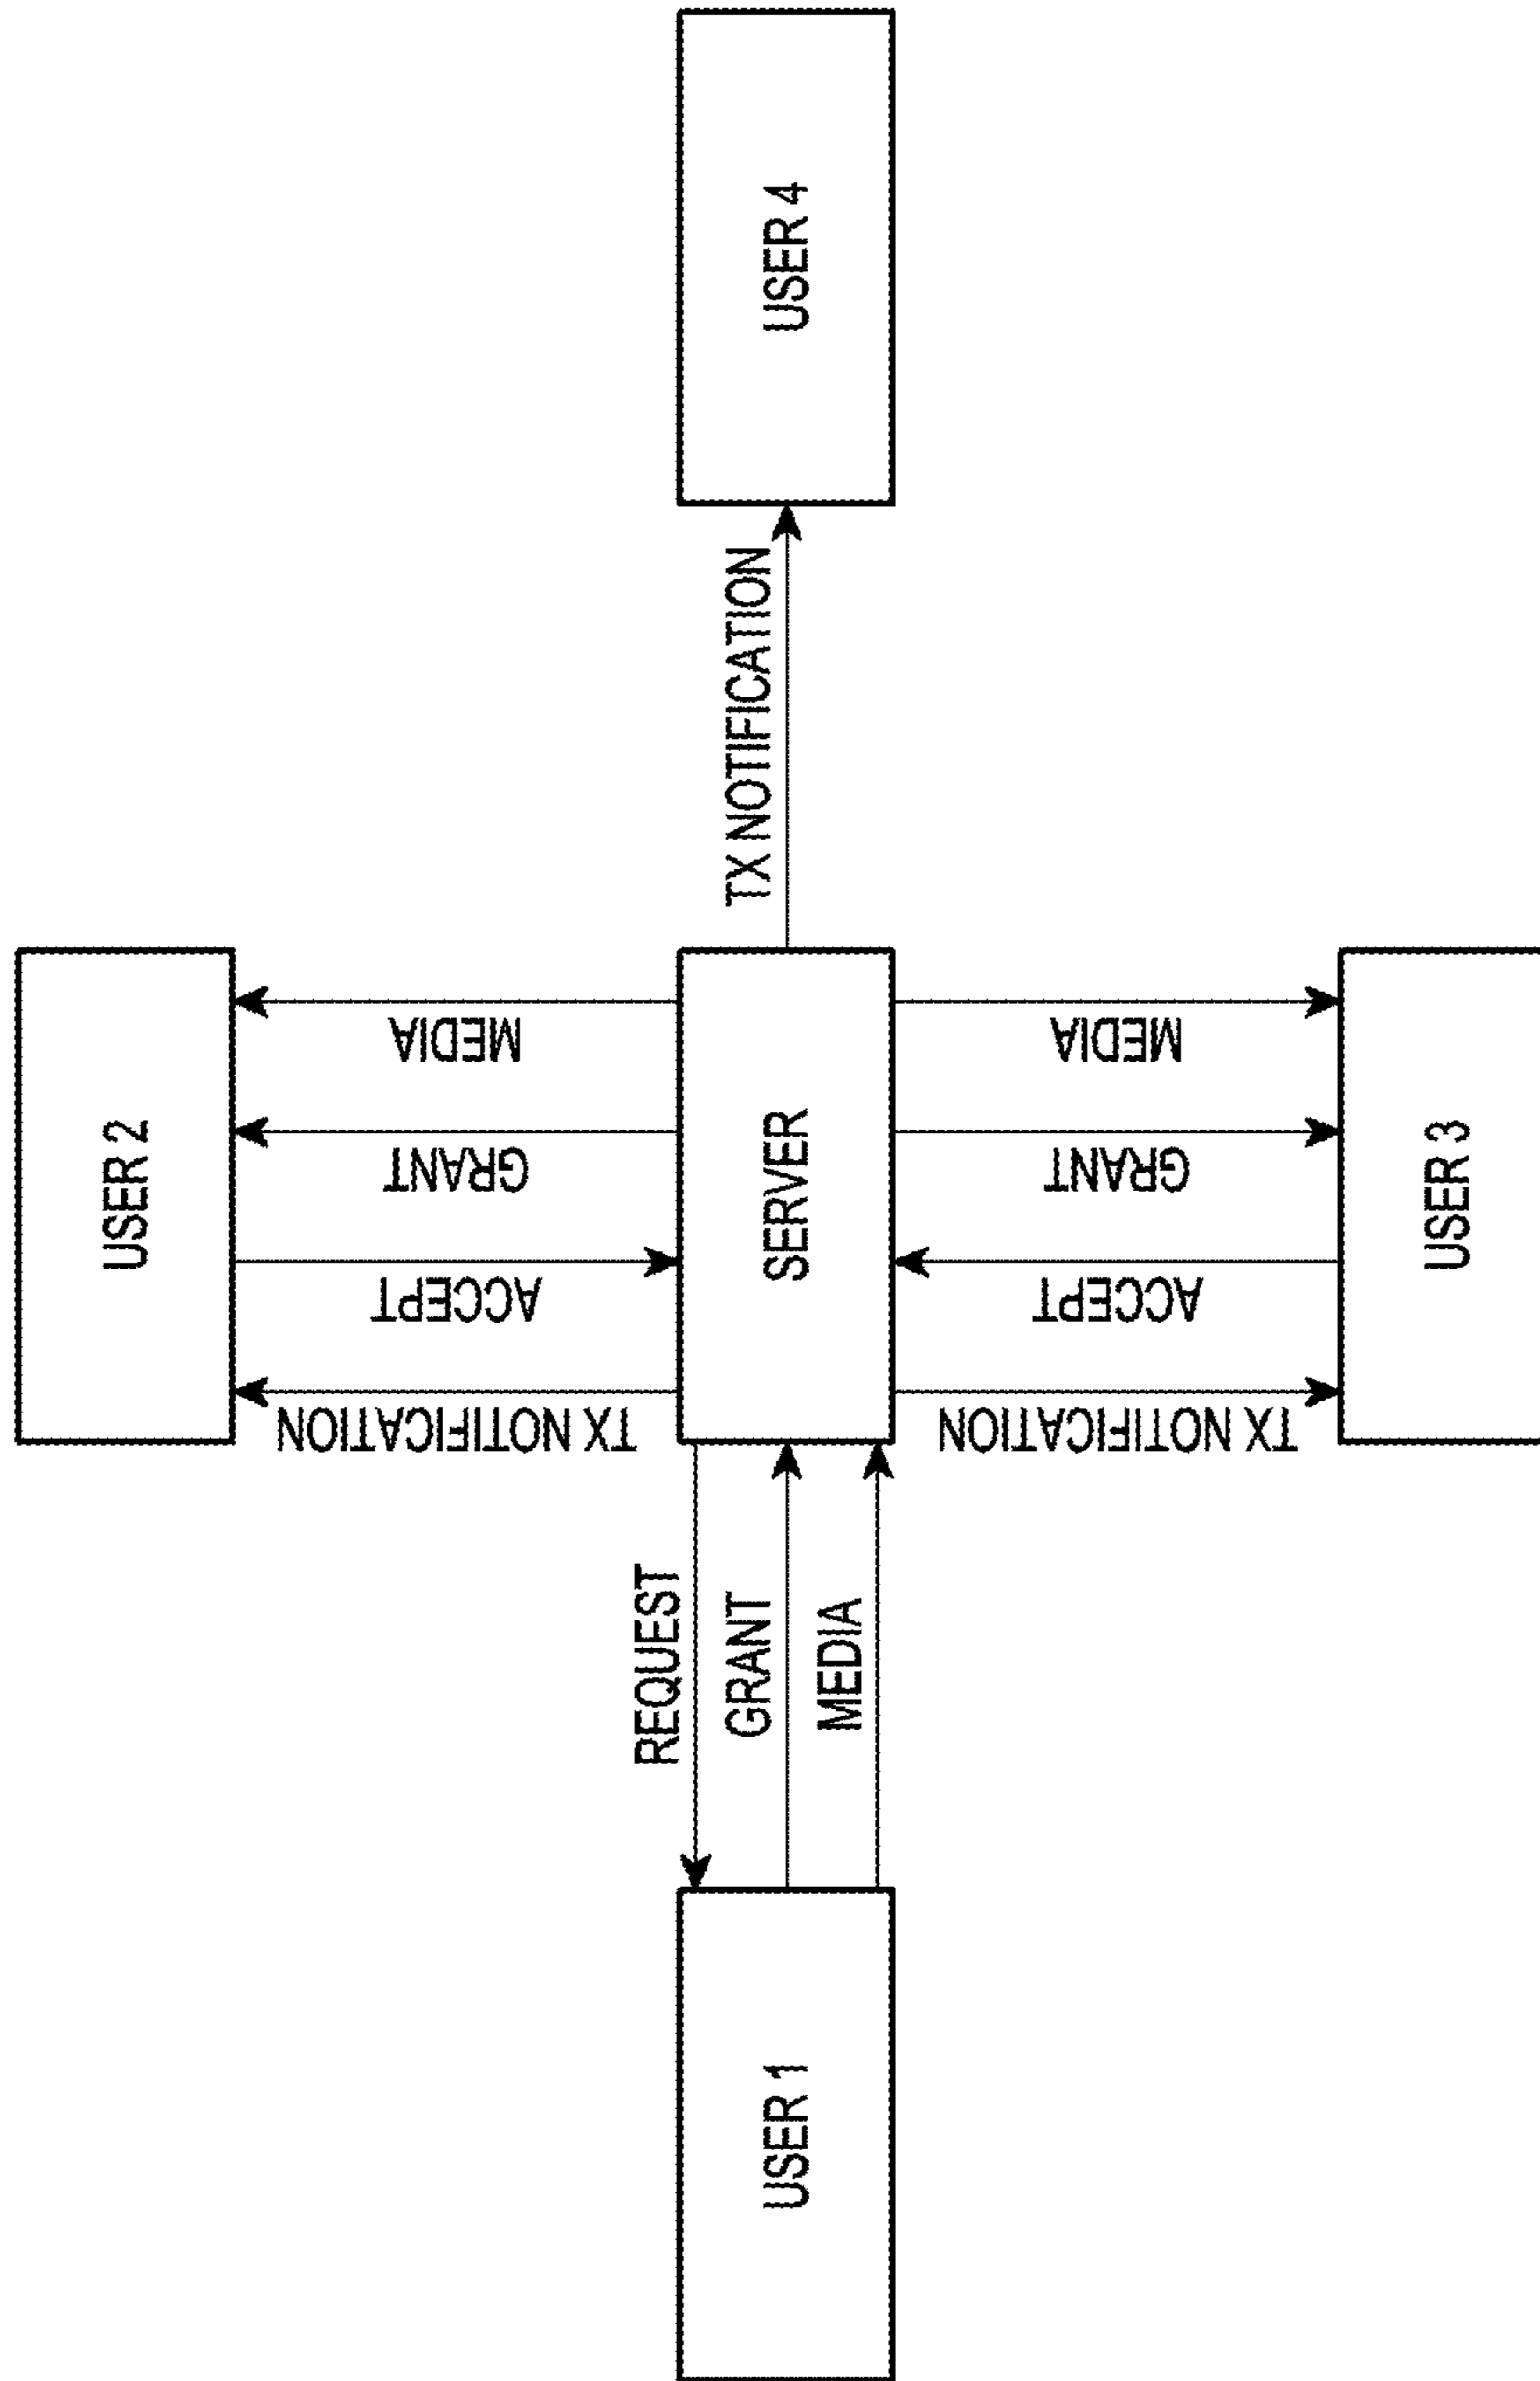 USER 2
TX NOTIFICATION
ACCEPT
GRANT
MEDIA
USER 1
REQUEST
GRANT
MEDIA
SERVER
TX NOTIFICATION
USER 4
TX NOTIFICATION
ACCEPT
GRANT
MEDIA
USER 3